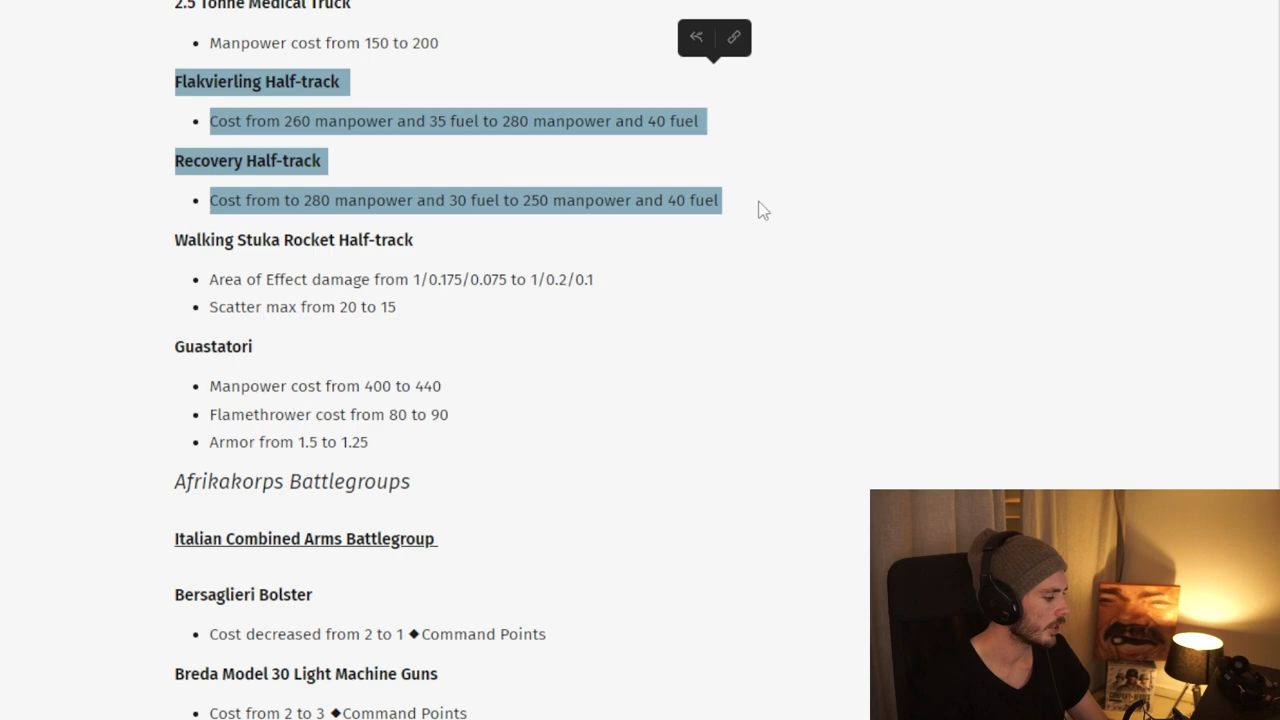 2.5 Tonne Medical Truck
Manpower cost from 150 to 200
Flakvierling Half-track
Cost from 260 manpower and 35 fuel to 280 manpower and 40 fuel
Recovery Half-track
Cost from to 280 manpower and 30 fuel to 250 manpower and 40 fuel
Walking Stuka Rocket Half-track
Area of Effect damage from 1/0.175/0.075 to 1/0.2/0.1
Scatter max from 20 to 15
Guastatori
Manpower cost from 400 to 440
Flamethrower cost from 80 to 90
Armor from 1.5 to 1.25
Afrikakorps Battlegroups
Italian Combined Arms Battlegroup
Bersaglieri Bolster
Cost decreased from 2 to 1 ◆Command Points
Breda Model 30 Light Machine Guns
Cost from 2 to 3 ◆Command Points